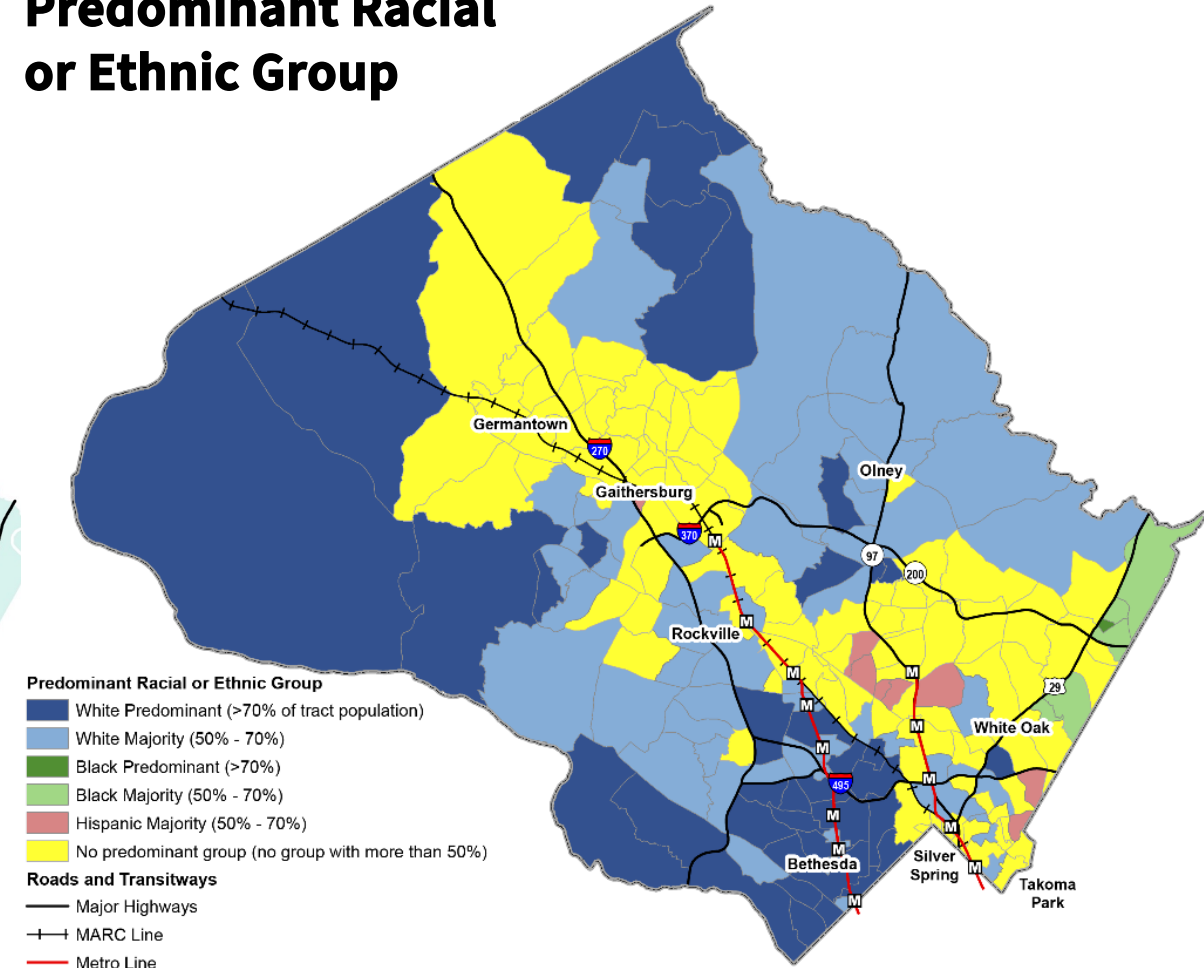 Predominant Racial
or Ethnic Group
Germantown
270
Gaithersburg
370
M
Olney
97
200
M
Rockville
M
M
M
29
M
White Oak
M
M
M
495
M
M
M
Bethesda
Silver
Spring
M
Takoma
Park
M
Predominant Racial or Ethnic Group
White Predominant (>70% of tract population)
White Majority (50% - 70%)
Black Predominant (>70%)
Black Majority (50% - 70%)
Hispanic Majority (50% - 70%)
No predominant group (no group with more than 50%)
Roads and Transitways
Major Highways
MARC Line
Metro Line